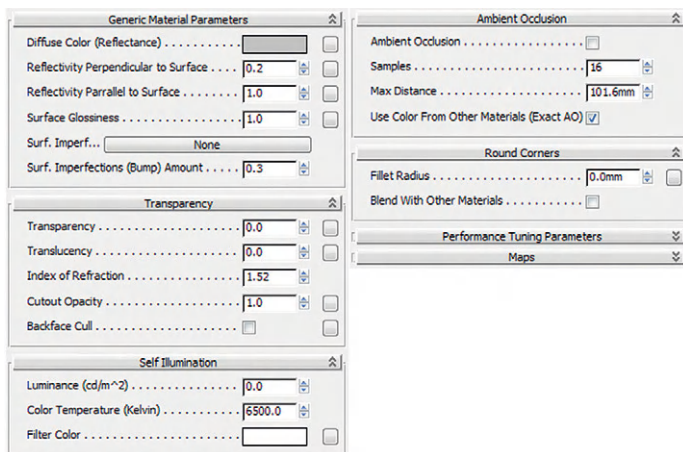 Generic Material Parameters
Diffuse Color (Reflectance) . . . . . . . . . . .
Reflectivity Perpendicular to Surface . . . . 0.2
Reflectivity Parrallel to Surface . . . . . . . 1.0
Surface Glossiness . . . . . . . . . . . . . . . . 1.0
Surf. Imperf... None
Surf. Imperfections (Bump) Amount . . . . . 0.3
Transparency
Transparency . . . . . . . . . . . . . . . . . 0.0
Translucency . . . . . . . . . . . . . . . . . 0.0
Index of Refraction . . . . . . . . . . . . . 1.52
Cutout Opacity . . . . . . . . . . . . . . . . 1.0
Backface Cull . . . . . . . . . . . . . . . . . . .
Self Illumination
Luminance (cd/m^2) . . . . . . . . . . . . . 0.0
Color Temperature (Kelvin) . . . . . . . . . 6500.0
Filter Color . . . . . . . . . . . . . . . . . . . .
Ambient Occlusion
Ambient Occlusion . . . . . . . . . . . . . . . . .
Samples . . . . . . . . . . . . . . . . . . . . . 16
Max Distance . . . . . . . . . . . . . . . . . . 101.6mm
Use Color From Other Materials (Exact AO)
Round Corners
Fillet Radius . . . . . . . . . . . . . . . . . . 0.0mm
Blend With Other Materials . . . . . . . . . . .
Performance Tuning Parameters
Maps